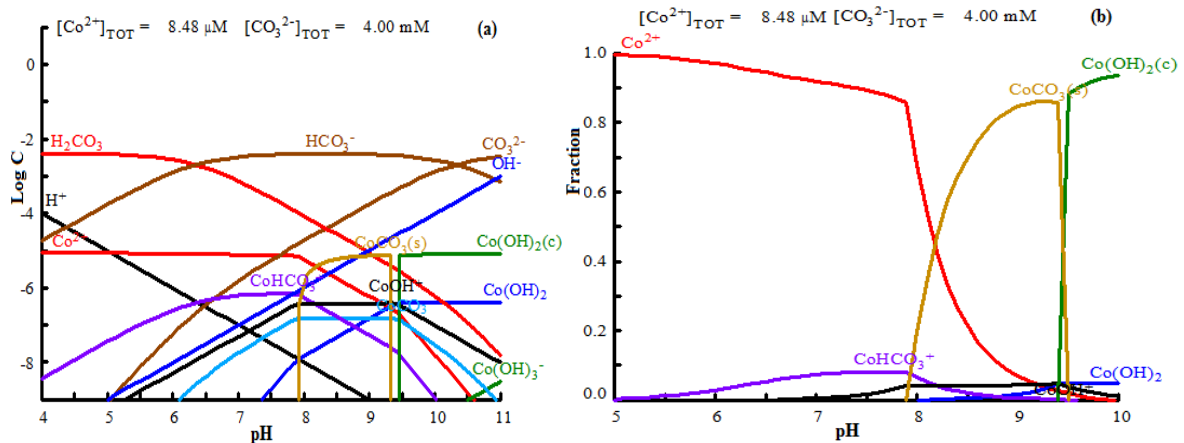 [Co²⁺]TOT = 8.48 µM [CO₃²⁻]TOT = 4.00 mM
(a)
0
-2
-4
-6
-8
Log C
H₂CO₃
HCO₃⁻
CO₃²⁻
OH⁻
H⁺
CoCO₃(s)
Co(OH)₂(c)
Co(OH)₂
Co(OH)₃⁻
4 5 6 7 8 9 10 11
pH
[Co²⁺]TOT = 8.48 µM [CO₃²⁻]TOT = 4.00 mM
(b)
Co²⁺
Co(OH)₂(c)
CoCO₃(s)
1.0
0.8
0.6
0.4
0.2
0.0
Fraction
CoHCO₃⁺
Co(OH)₂
5 6 7 8 9 10
pH